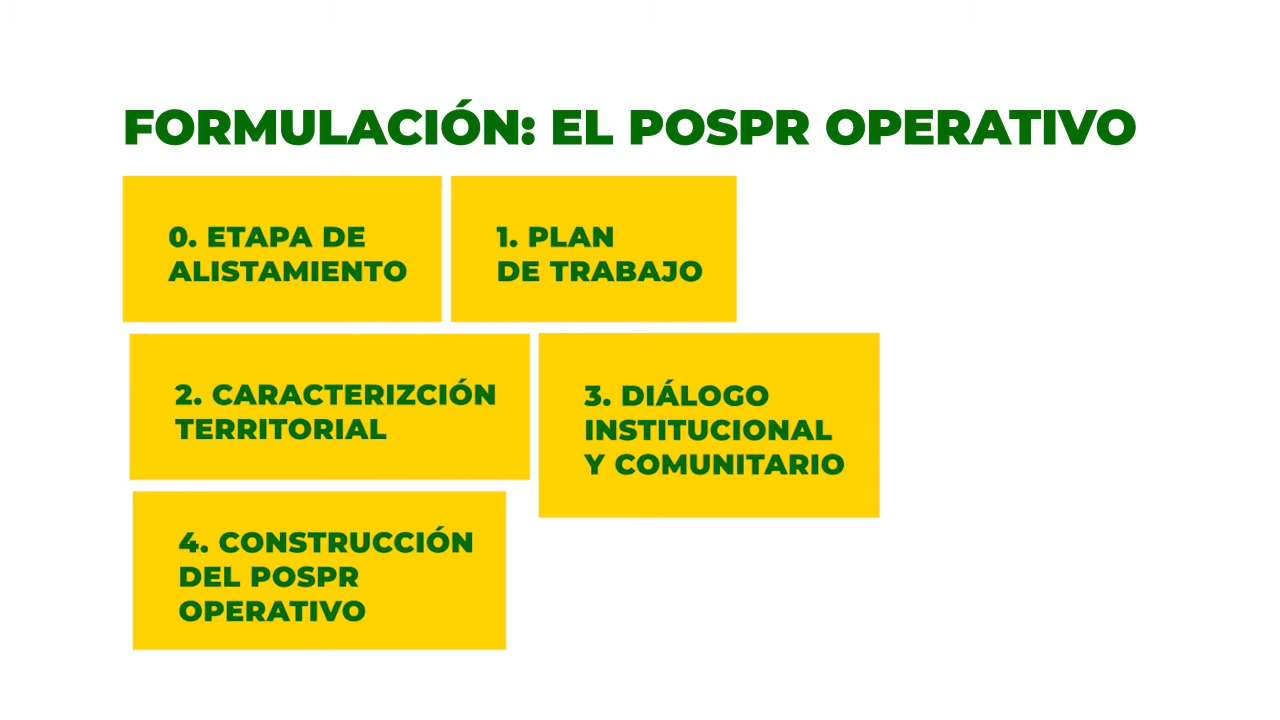 FORMULACIÓN: EL POSPR OPERATIVO
0. ETAPA DE
ALISTAMIENTO
1. PLAN
DE TRABAJO
2. CARACTERIZCIÓN
TERRITORIAL
3. DIÁLOGO
INSTITUCIONAL
Y COMUNITARIO
4. CONSTRUCCIÓN
DEL POSPR
OPERATIVO